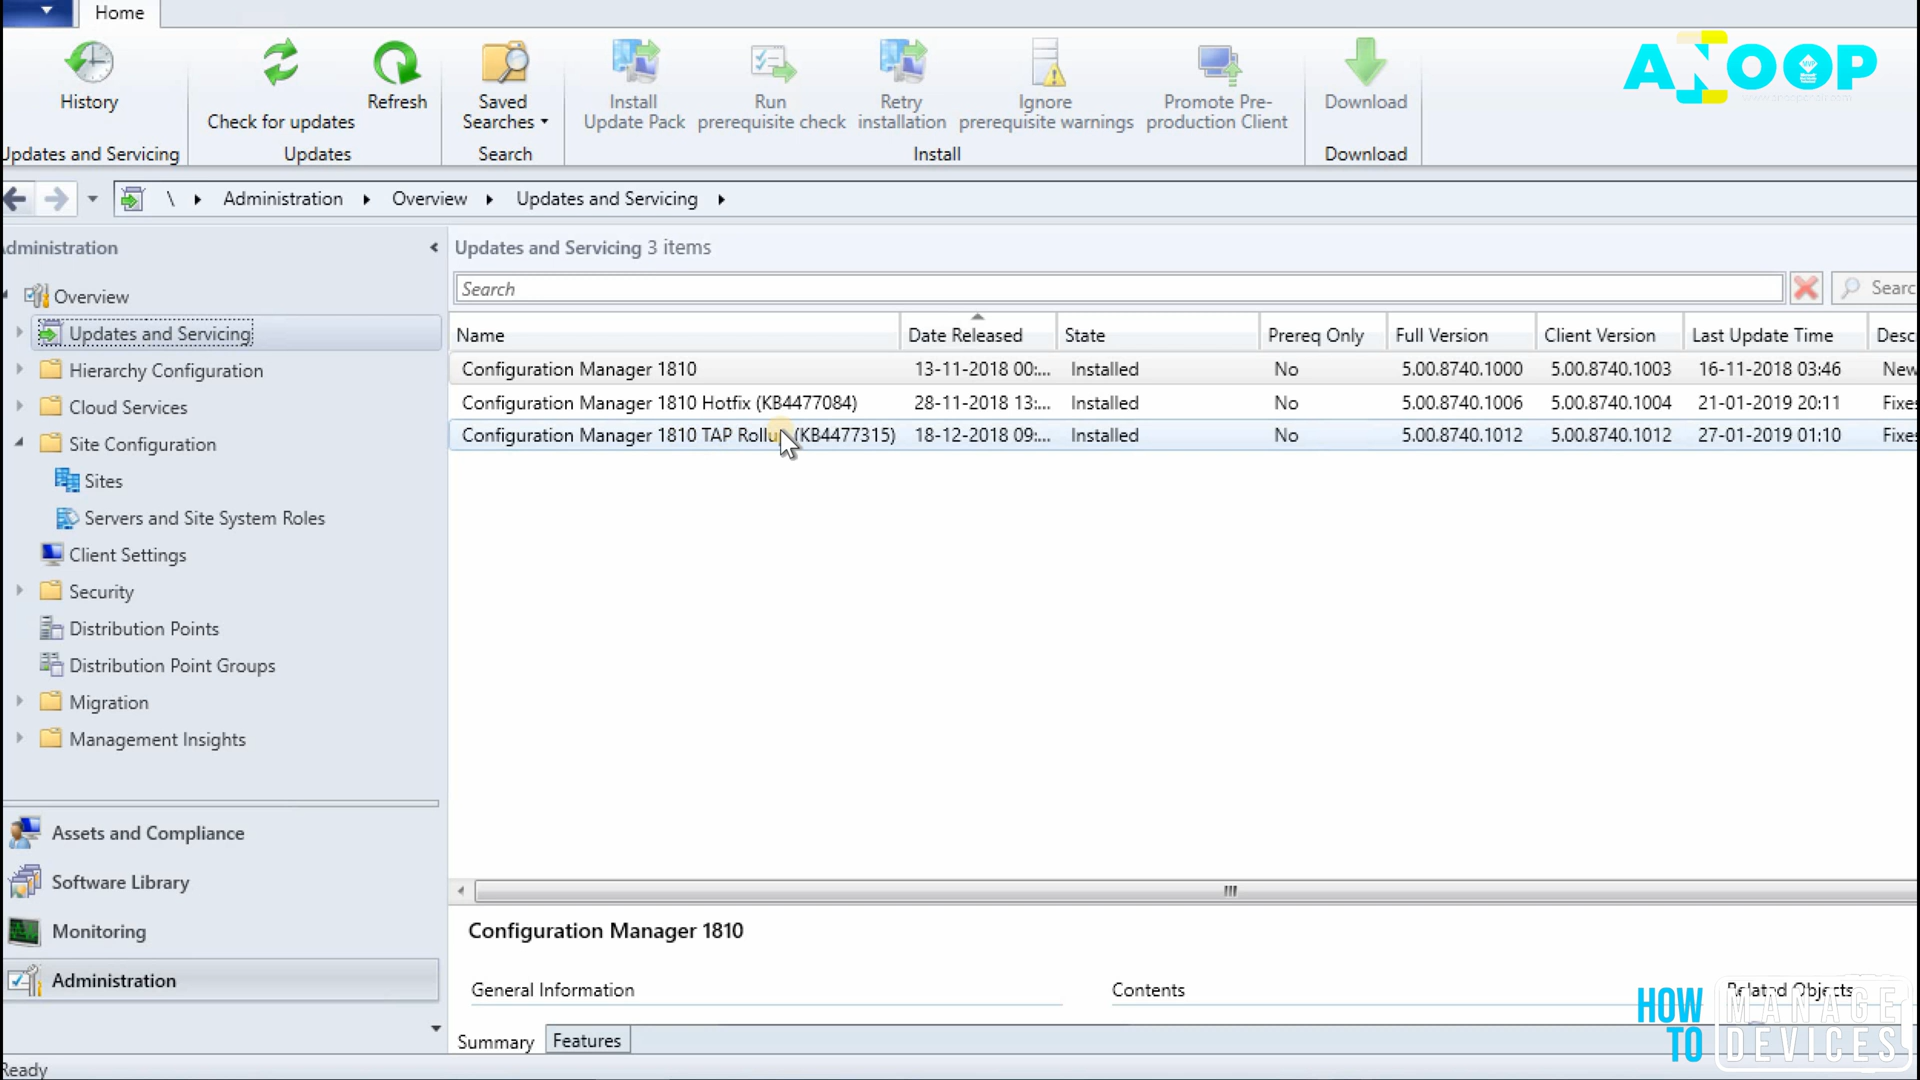 Home
History
Check for updates
Refresh
Saved
Searches
Install
Update Pack
Run
prerequisite check
Retry
installation
Ignore
prerequisite warnings
Promote Pre-
production Client
Download
Updates and Servicing
Updates
Search
Install
Download
ANOOP
\ Administration Overview Updates and Servicing
Administration
Updates and Servicing 3 items
Search
Searc
Overview
Updates and Servicing
Hierarchy Configuration
Cloud Services
Site Configuration
Sites
Servers and Site System Roles
Client Settings
Security
Distribution Points
Distribution Point Groups
Migration
Management Insights
Name Date Released State Prereq Only Full Version Client Version Last Update Time Desc
Configuration Manager 1810 13-11-2018 00:... Installed No 5.00.8740.1000 5.00.8740.1003 16-11-2018 03:46 New
Configuration Manager 1810 Hotfix (KB4477084) 28-11-2018 13:... Installed No 5.00.8740.1006 5.00.8740.1004 21-01-2019 20:11 Fixes
Configuration Manager 1810 TAP Rollup (KB4477315) 18-12-2018 09:... Installed No 5.00.8740.1012 5.00.8740.1012 27-01-2019 01:10 Fixes
Assets and Compliance
Software Library
Monitoring
Administration
Configuration Manager 1810
General Information
Contents
Related Objects
Summary
Features
HOW TO
MANAGE DEVICES
Ready